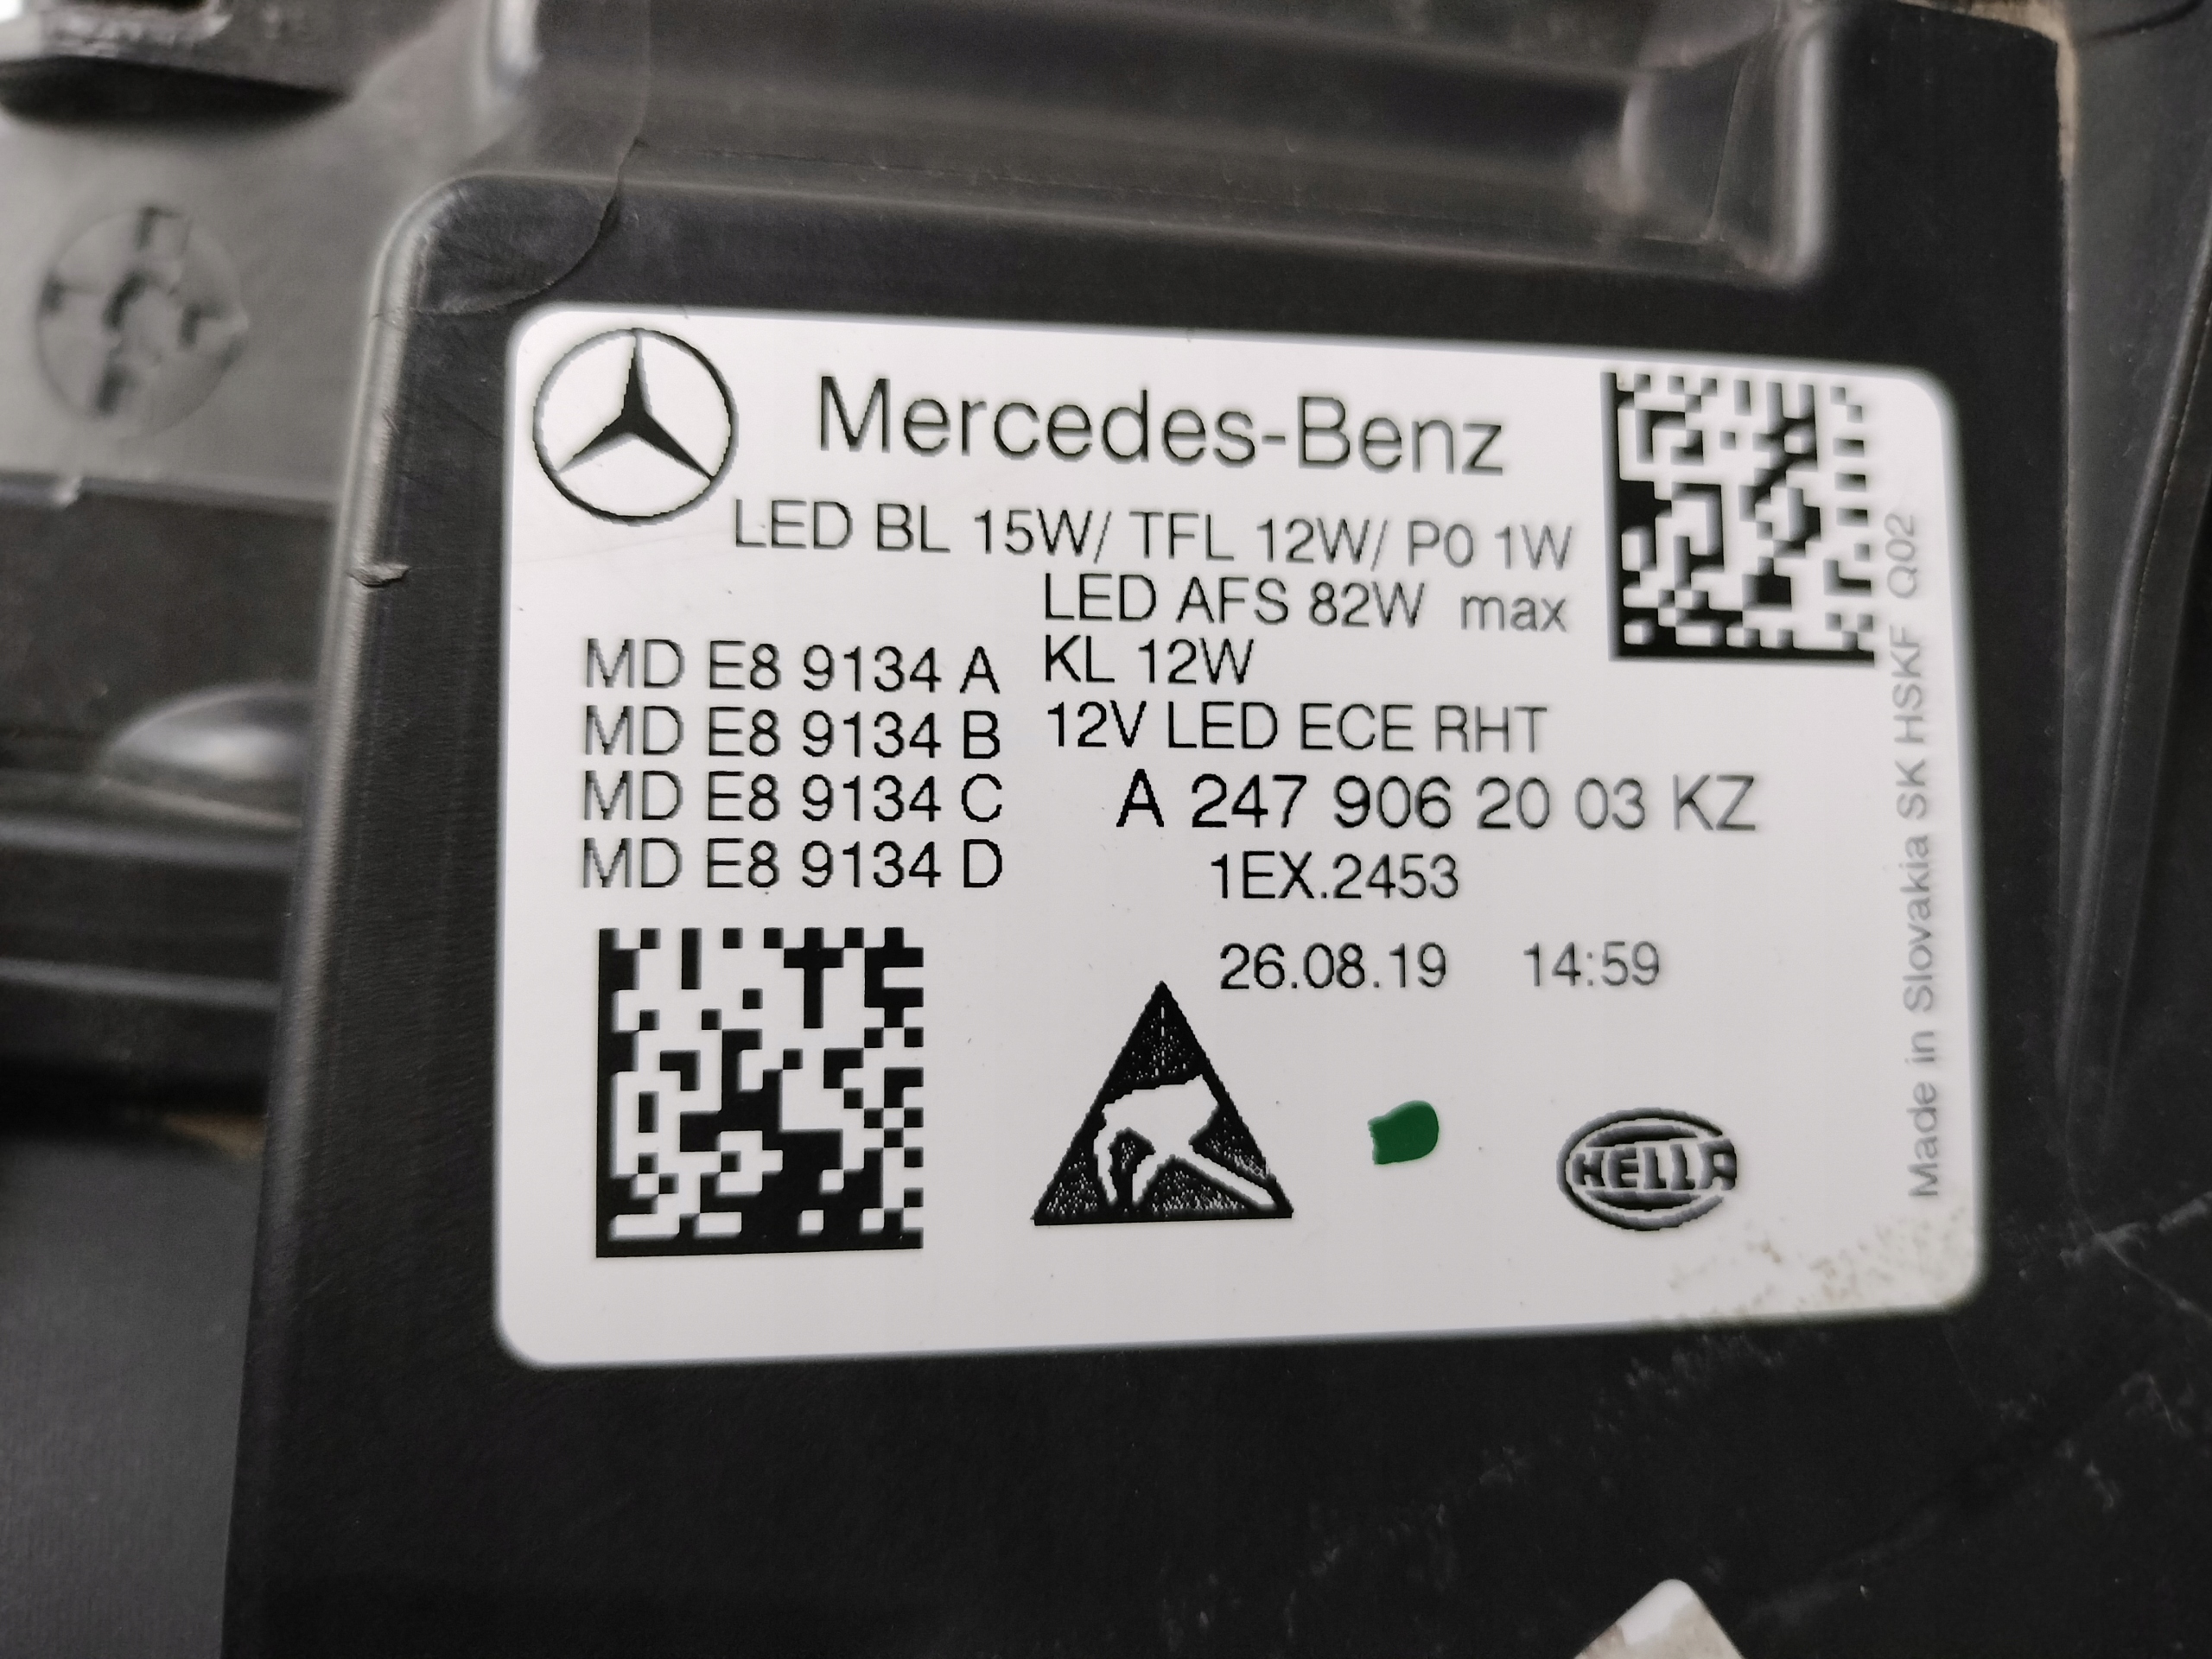 Mercedes-Benz
LED BL 15W/ TFL 12W/ P0 1W
LED AFS 82W max
KL 12W
12V LED ECE RHT
MD E8 9134 A
MD E8 9134 B
MD E8 9134 C
MD E8 9134 D
A 247 906 20 03 KZ
1EX.2453
26.08.19 14:59
HELLA
Made in Slovakia SK HSKF Q02